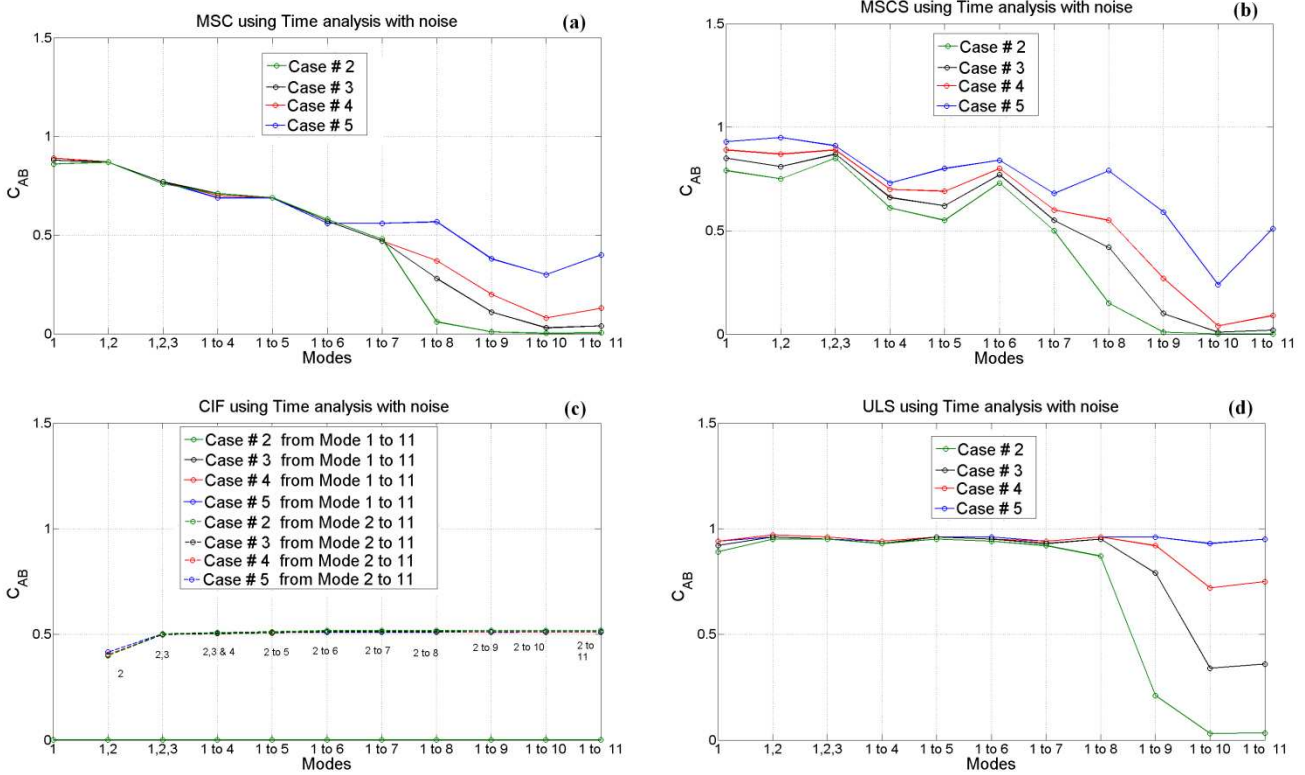 MSC using Time analysis with noise
(a)
1.5
1
0.5
0
C_AB
Case # 2
Case # 3
Case # 4
Case # 5
1 1,2 1,2,3 1 to 4 1 to 5 1 to 6 1 to 7 1 to 8 1 to 9 1 to 10 1 to 11
Modes
MSCS using Time analysis with noise
(b)
1.5
1
0.5
0
C_AB
Case # 2
Case # 3
Case # 4
Case # 5
1 1,2 1,2,3 1 to 4 1 to 5 1 to 6 1 to 7 1 to 8 1 to 9 1 to 10 1 to 11
Modes
CIF using Time analysis with noise
(c)
1.5
1
0.5
0
C_AB
Case # 2 from Mode 1 to 11
Case # 3 from Mode 1 to 11
Case # 4 from Mode 1 to 11
Case # 5 from Mode 1 to 11
Case # 2 from Mode 2 to 11
Case # 3 from Mode 2 to 11
Case # 4 from Mode 2 to 11
Case # 5 from Mode 2 to 11
2 2,3 2,3 & 4 2 to 5 2 to 6 2 to 7 2 to 8 2 to 9 2 to 10 2 to
11
1 1,2 1,2,3 1 to 4 1 to 5 1 to 6 1 to 7 1 to 8 1 to 9 1 to 10 1 to 11
Modes
ULS using Time analysis with noise
(d)
1.5
1
0.5
0
C_AB
Case # 2
Case # 3
Case # 4
Case # 5
1 1,2 1,2,3 1 to 4 1 to 5 1 to 6 1 to 7 1 to 8 1 to 9 1 to 10 1 to 11
Modes